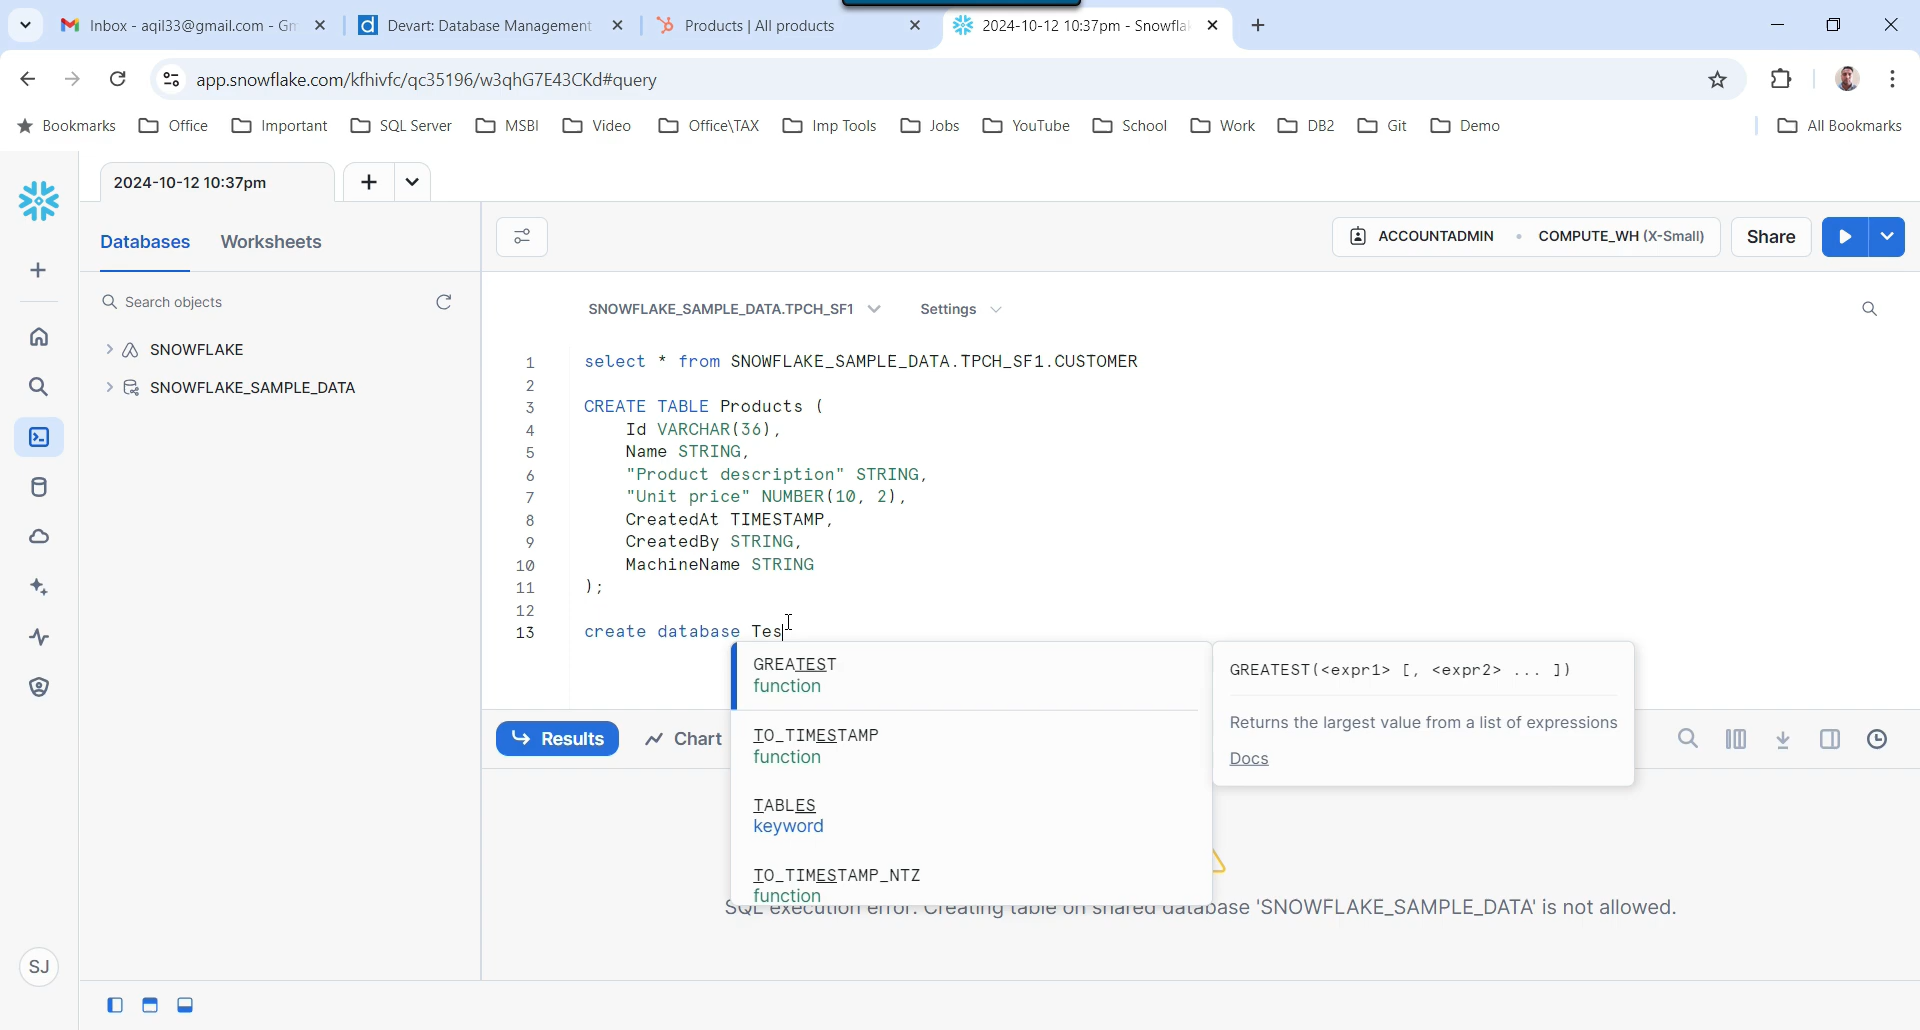 Inbox - aqil33@gmail.com - Gm
Devart: Database Management
Products | All products
2024-10-12 10:37pm - Snowflak
app.snowflake.com/kfhivfc/qc35196/w3qhG7E43CKd#query
Bookmarks
Office
Important
SQL Server
MSBI
Video
Office\TAX
Imp Tools
Jobs
YouTube
School
Work
DB2
Git
Demo
All Bookmarks
2024-10-12 10:37pm
Databases
Worksheets
ACCOUNTADMIN • COMPUTE_WH (X-Small)
Share
Search objects
SNOWFLAKE
SNOWFLAKE_SAMPLE_DATA
SNOWFLAKE_SAMPLE_DATA.TPCH_SF1
Settings
1 select * from SNOWFLAKE_SAMPLE_DATA.TPCH_SF1.CUSTOMER
2
3 CREATE TABLE Products (
4 Id VARCHAR(36),
5 Name STRING,
6 "Product description" STRING,
7 "Unit price" NUMBER(10, 2),
8 CreatedAt TIMESTAMP,
9 CreatedBy STRING,
10 MachineName STRING
11 );
12
13 create database Tes
GREATEST
function
TO_TIMESTAMP
function
TABLES
keyword
TO_TIMESTAMP_NTZ
function
GREATEST(<expr1> [, <expr2> ... ])
Returns the largest value from a list of expressions
Docs
Results
Chart
SQL execution error: Creating table on shared database 'SNOWFLAKE_SAMPLE_DATA' is not allowed.
SJ